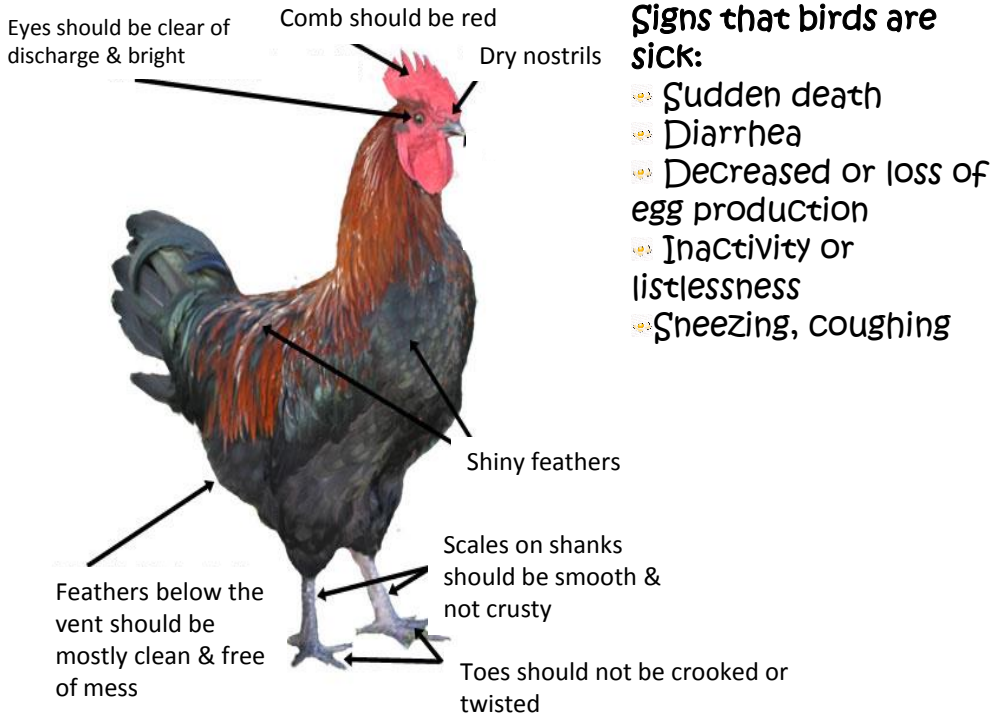 Eyes should be clear of
discharge & bright
Comb should be red
Dry nostrils
Shiny feathers
Feathers below the
vent should be
mostly clean & free
of mess
Scales on shanks
should be smooth &
not crusty
Toes should not be crooked or
twisted
Signs that birds are
sick:
Sudden death
Diarrhea
Decreased or loss of
egg production
Inactivity or
listlessness
Sneezing, coughing